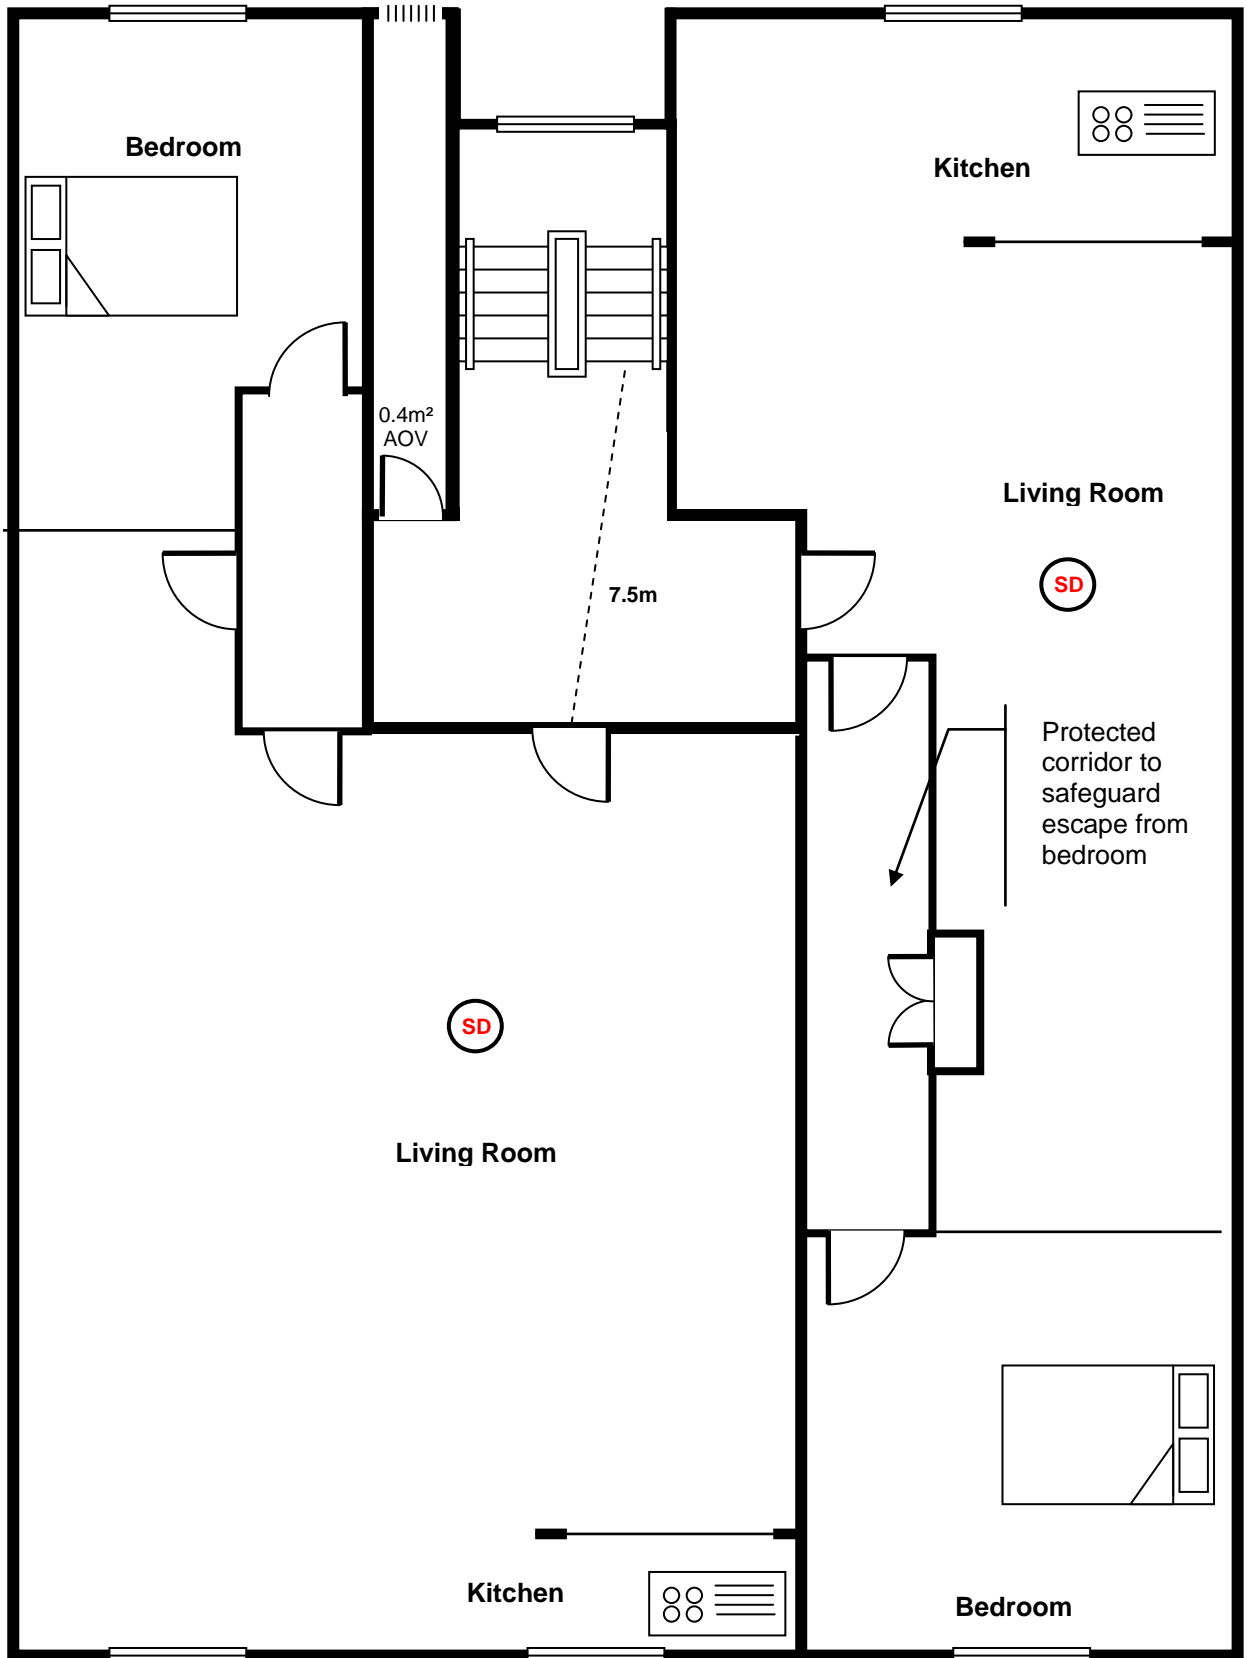 Bedroom
Kitchen
0.4m²
AOV
Living Room
SD
7.5m
Protected
corridor to
safeguard
escape from
bedroom
SD
Living Room
Kitchen
Bedroom